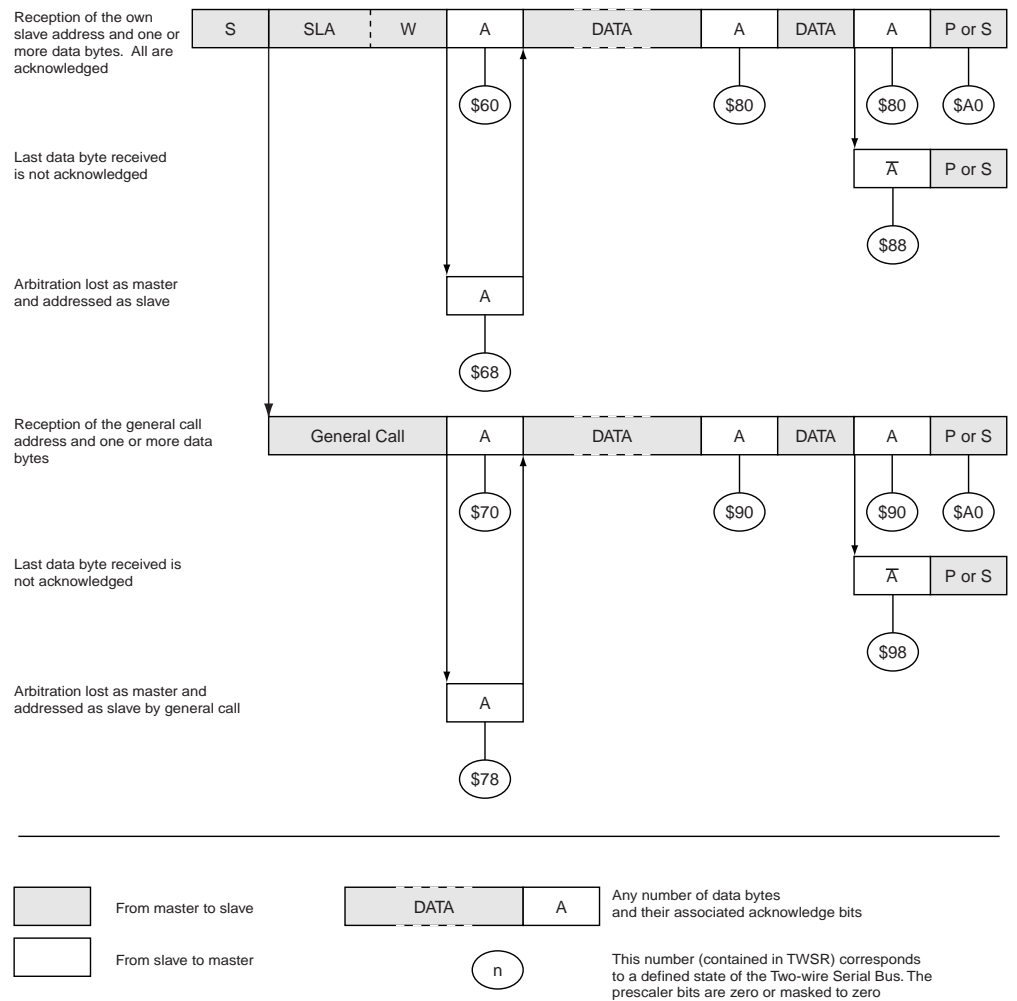 Reception of the own
slave address and one or
more data bytes. All are
acknowledged
S SLA W A DATA A DATA A P or S
$60 $80 $80 $A0
Last data byte received
is not acknowledged
A̅ P or S
$88
Arbitration lost as master
and addressed as slave
A
$68
Reception of the general call
address and one or more data
bytes
General Call A DATA A DATA A P or S
$70 $90 $90 $A0
Last data byte received is
not acknowledged
A̅ P or S
$98
Arbitration lost as master and
addressed as slave by general call
A
$78
From master to slave
DATA A
Any number of data bytes
and their associated acknowledge bits
From slave to master
n
This number (contained in TWSR) corresponds
to a defined state of the Two-wire Serial Bus. The
prescaler bits are zero or masked to zero